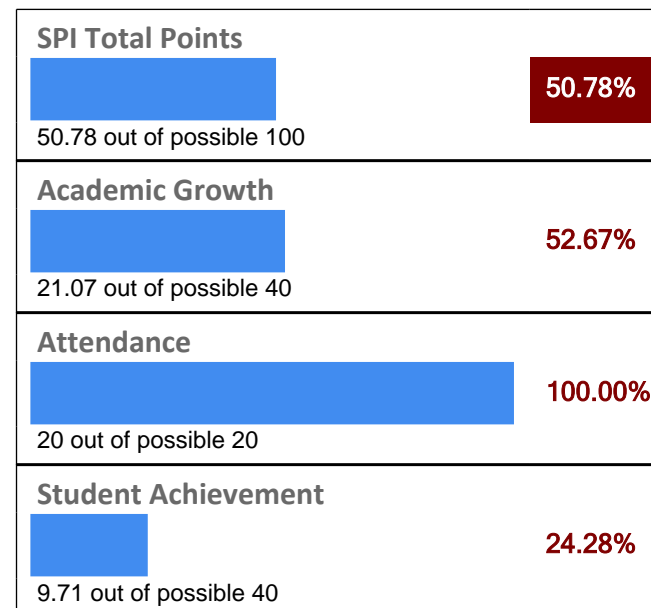 SPI Total Points
50.78%
50.78 out of possible 100
Academic Growth
52.67%
21.07 out of possible 40
Attendance
100.00%
20 out of possible 20
Student Achievement
24.28%
9.71 out of possible 40